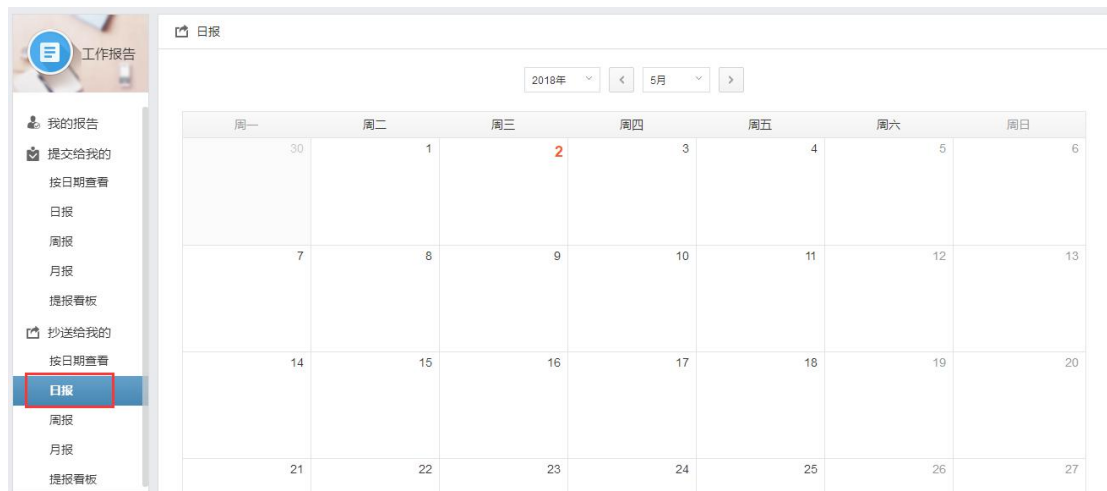 工作报告
我的报告
提交给我的
按日期查看
日报
周报
月报
提报看板
抄送给我的
按日期查看
日报
周报
月报
提报看板
日报
2018年 < 5月 >
周一 周二 周三 周四 周五 周六 周日
30 1 2 3 4 5 6
7 8 9 10 11 12 13
14 15 16 17 18 19 20
21 22 23 24 25 26 27